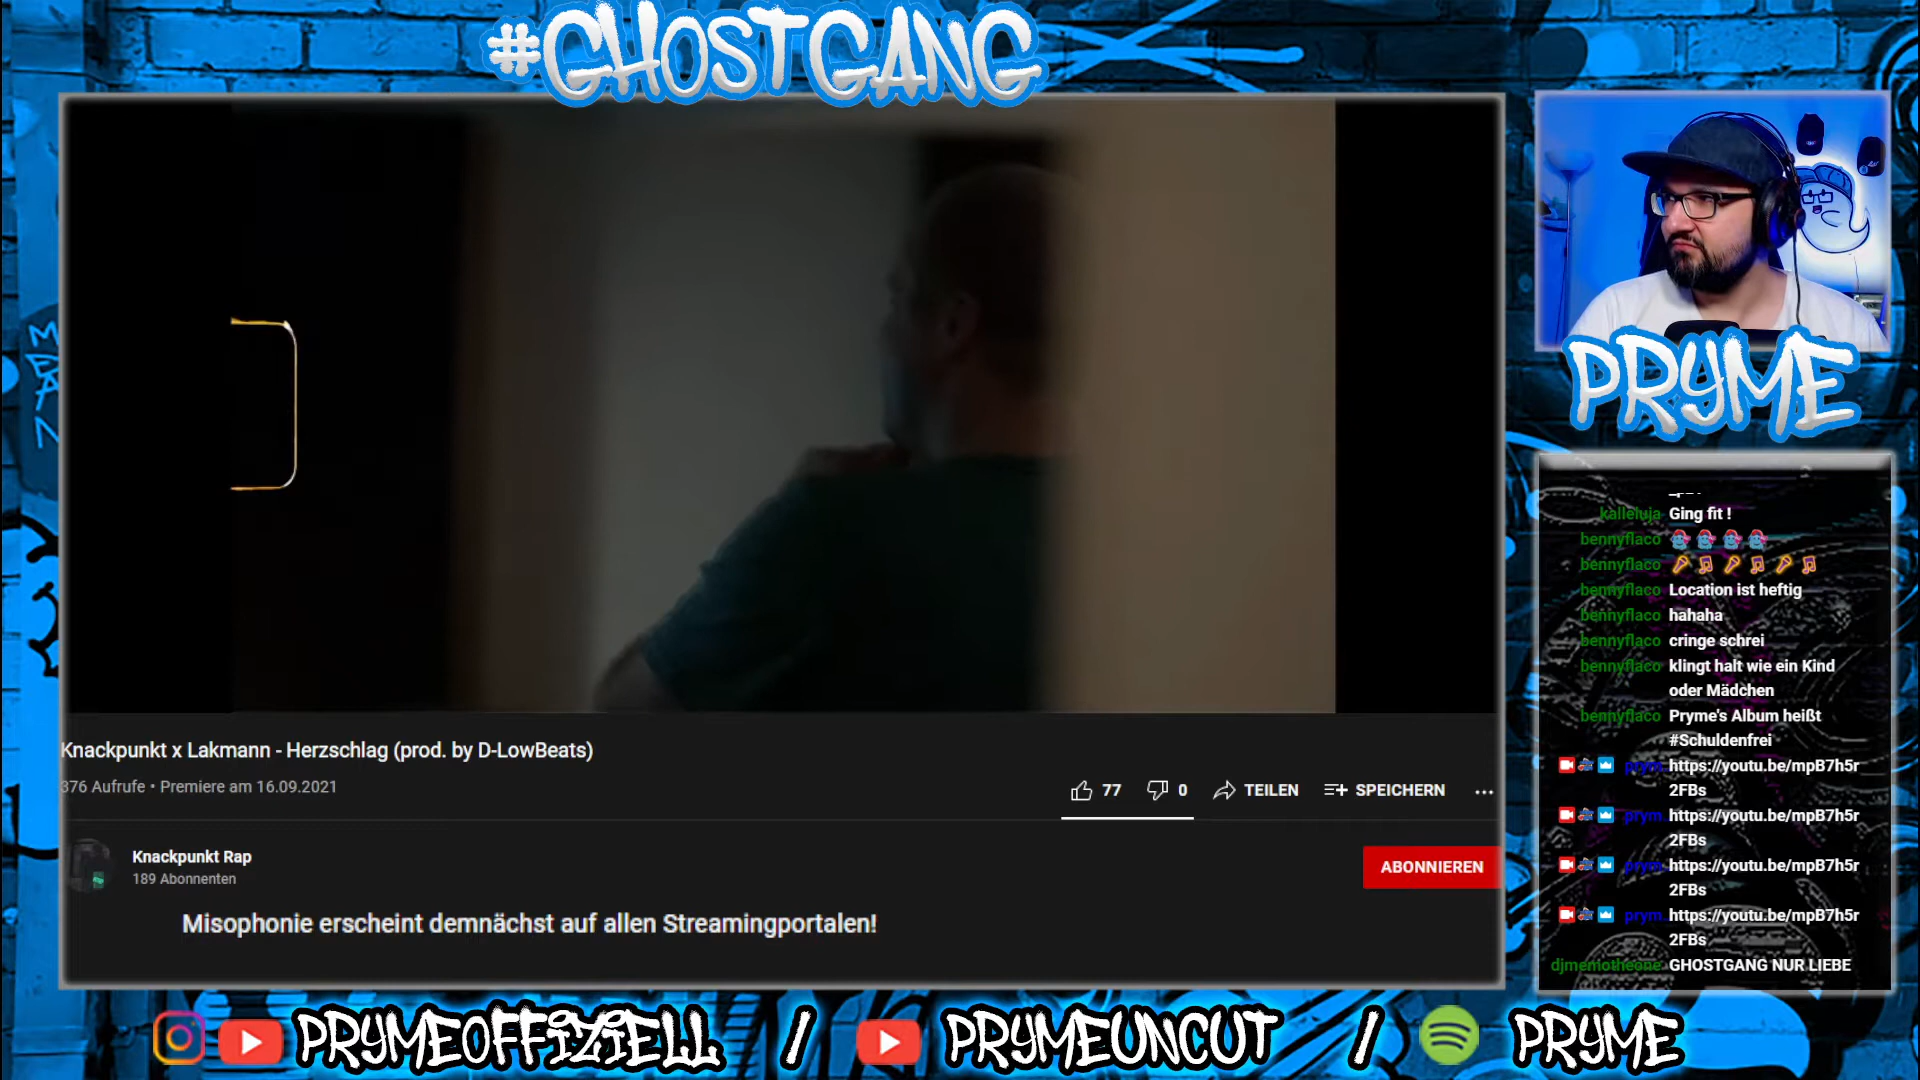 #GHOSTGANG
PRYME
Knackpunkt x Lakmann - Herzschlag (prod. by D-LowBeats)
376 Aufrufe • Premiere am 16.09.2021
77
0
TEILEN
SPEICHERN
Knackpunkt Rap
189 Abonnenten
ABONNIEREN
Misophonie erscheint demnächst auf allen Streamingportalen!
kalleluja Ging fit !
bennyflaco
bennyflaco
bennyflaco Location ist heftig
bennyflaco hahaha
bennyflaco cringe schrei
bennyflaco klingt halt wie ein Kind
oder Mädchen
bennyflaco Pryme's Album heißt
#Schuldenfrei
prym. https://youtu.be/mpB7h5r
2FBs
prym. https://youtu.be/mpB7h5r
2FBs
prym. https://youtu.be/mpB7h5r
2FBs
prym. https://youtu.be/mpB7h5r
2FBs
djmemotheone GHOSTGANG NUR LIEBE
PRYMEOFFIZIELL / PRYMEUNCUT / PRYME